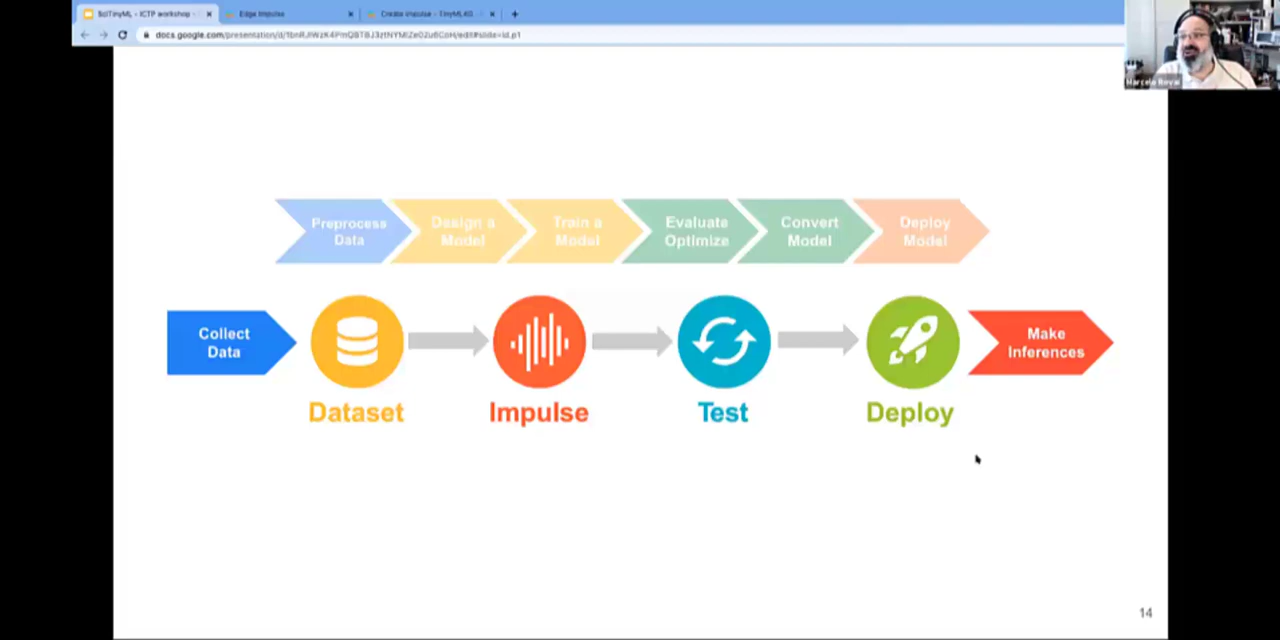 SciTinyML - ICTP workshop -
Edge Impulse
Create Impulse - TinyML4D
Preprocess
Data
Design a
Model
Train a
Model
Evaluate
Optimize
Convert
Model
Deploy
Model
Collect
Data
Make
Inferences
Dataset
Impulse
Test
Deploy
14